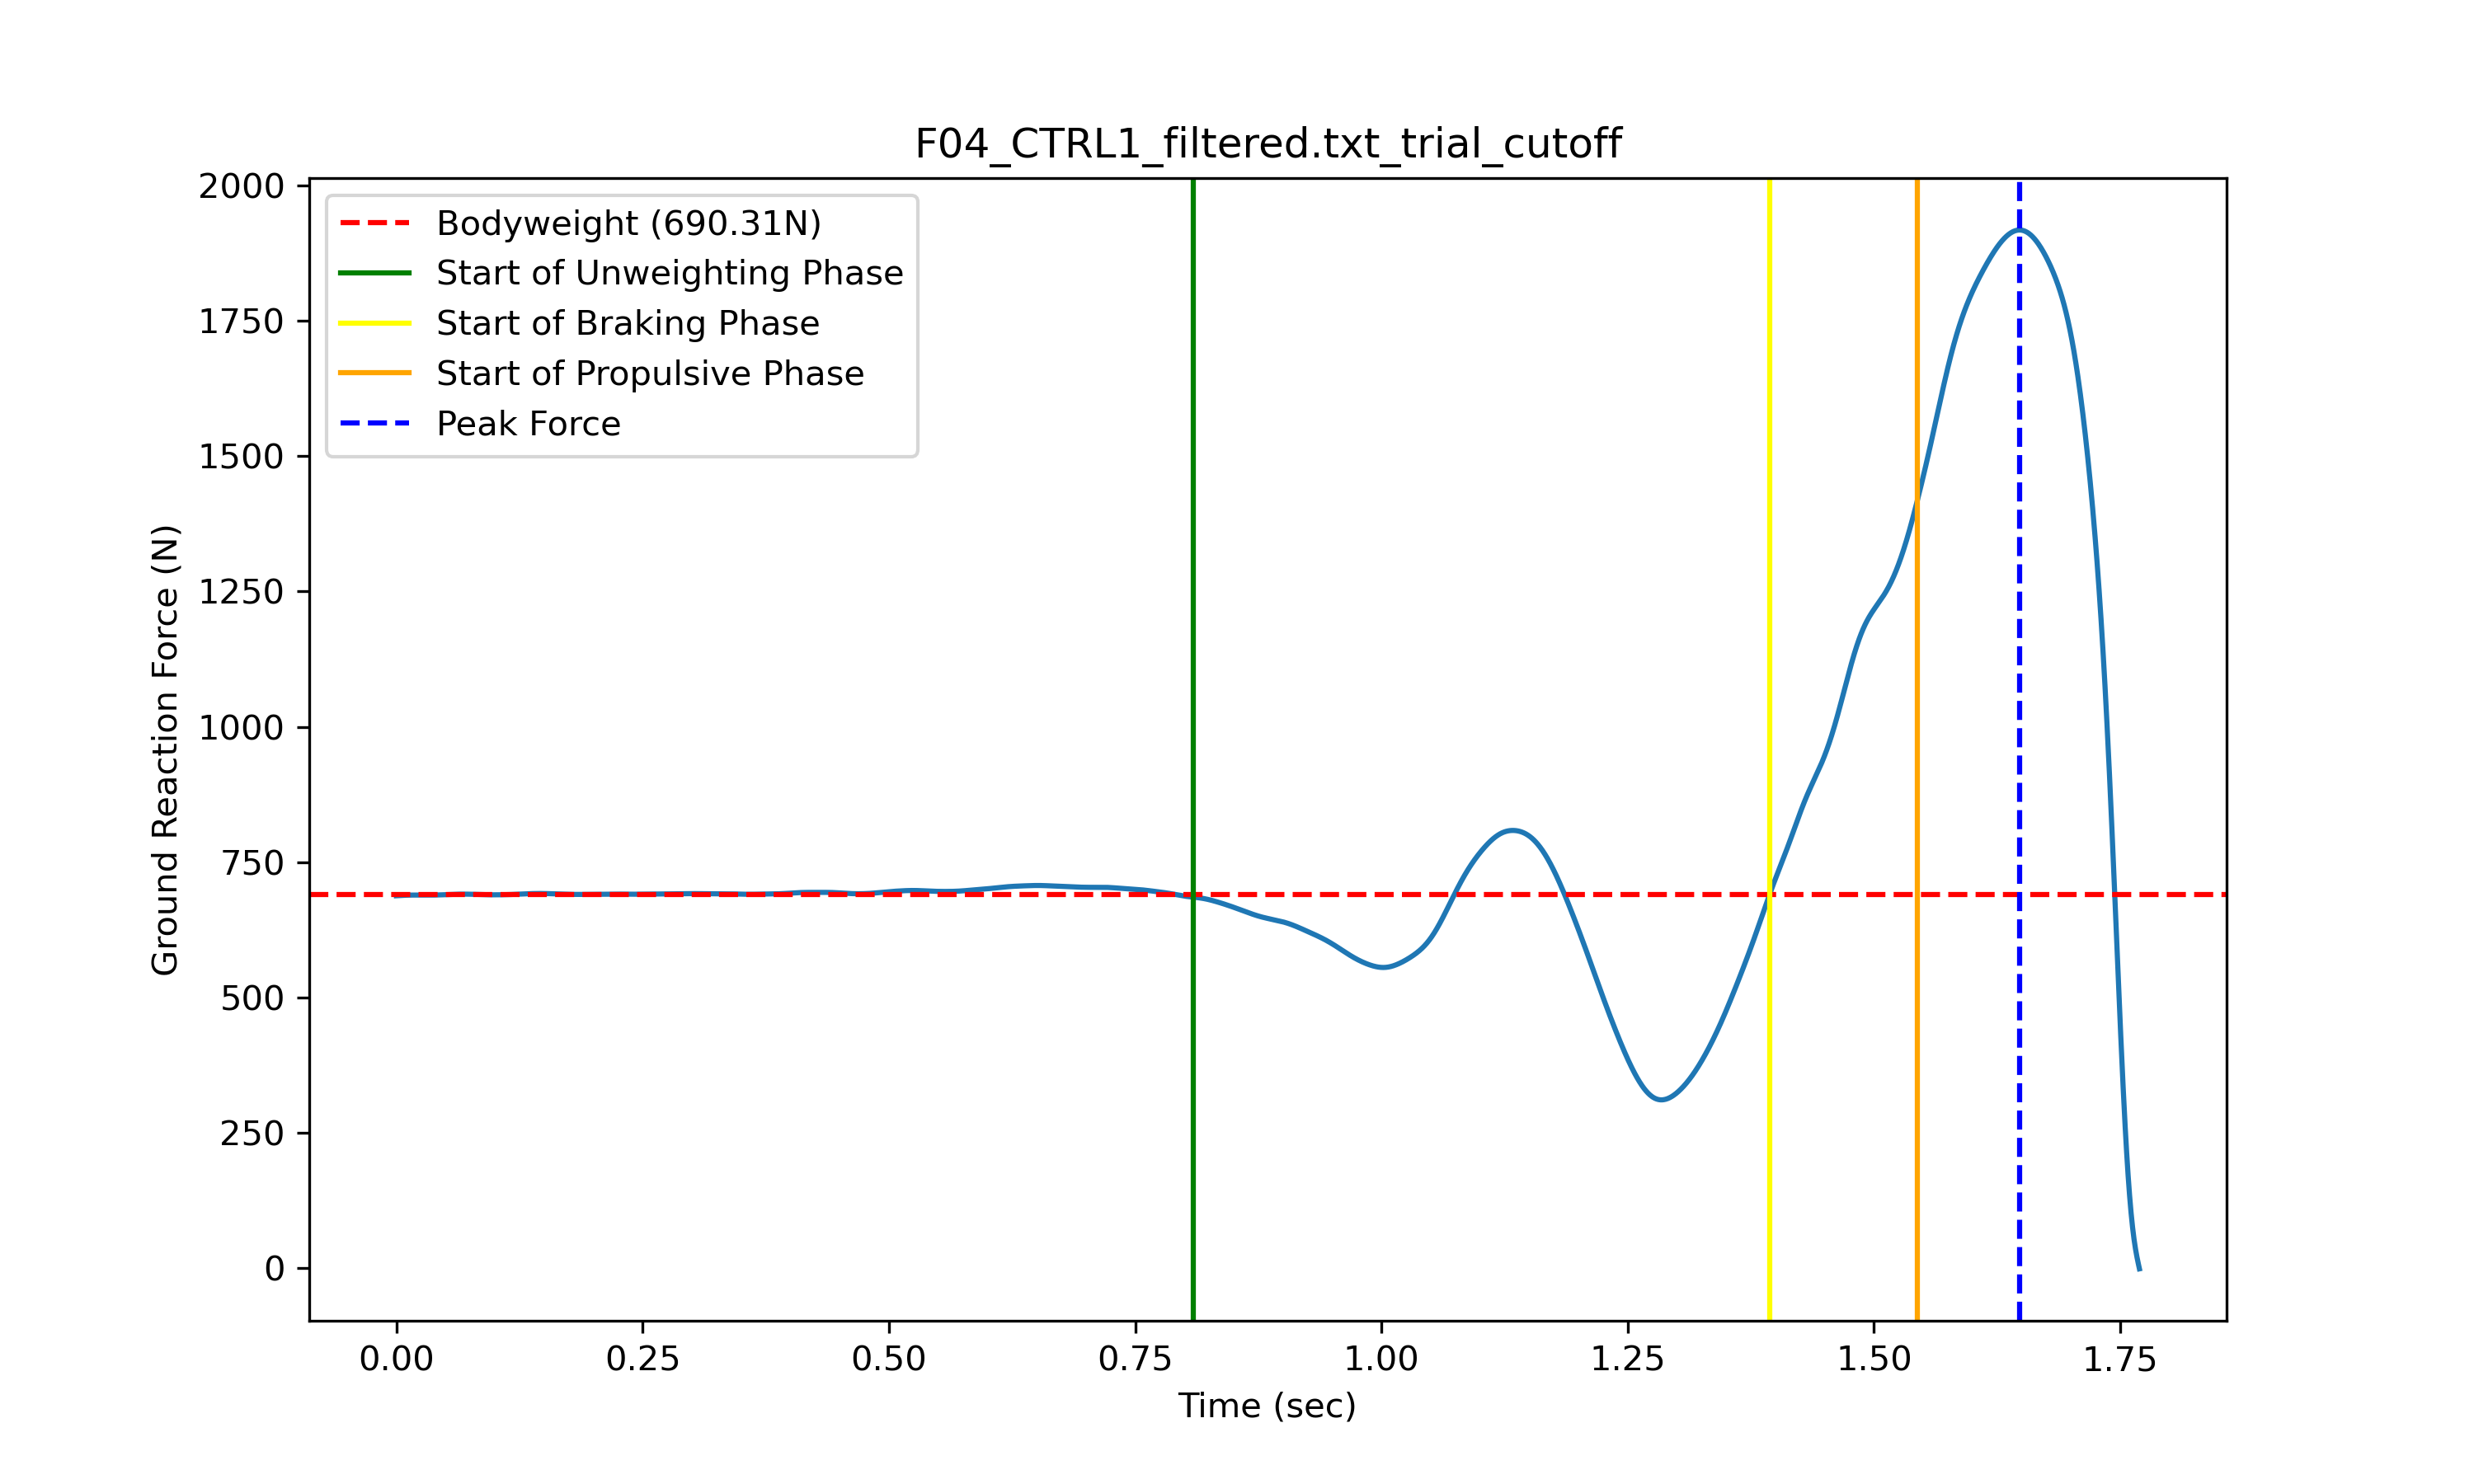 F04_CTRL1_filtered.txt_trial_cutoff
2000
1750
1500
1250
1000
750
500
250
0
Ground Reaction Force (N)
Bodyweight (690.31N)
Start of Unweighting Phase
Start of Braking Phase
Start of Propulsive Phase
Peak Force
0.00 0.25 0.50 0.75 1.00 1.25 1.50 1.75
Time (sec)